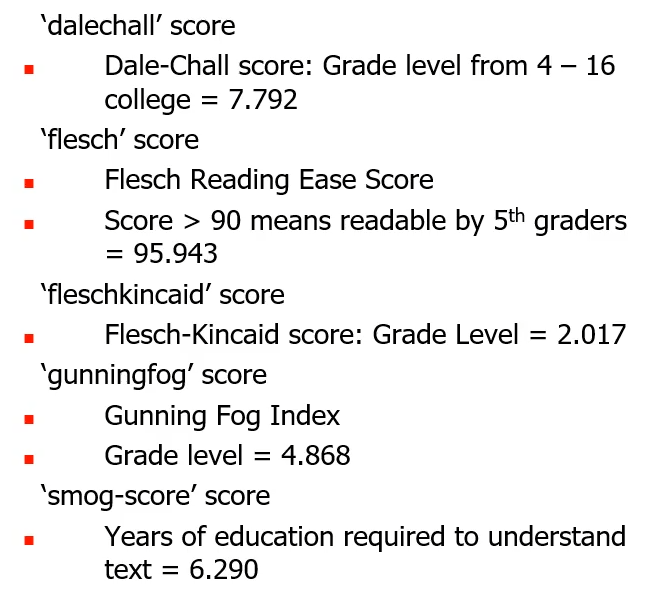 ‘dalechall’ score
▪ Dale-Chall score: Grade level from 4 – 16
college = 7.792
‘flesch’ score
▪ Flesch Reading Ease Score
▪ Score > 90 means readable by 5th graders
= 95.943
‘fleschkincaid’ score
▪ Flesch-Kincaid score: Grade Level = 2.017
‘gunningfog’ score
▪ Gunning Fog Index
▪ Grade level = 4.868
‘smog-score’ score
▪ Years of education required to understand
text = 6.290